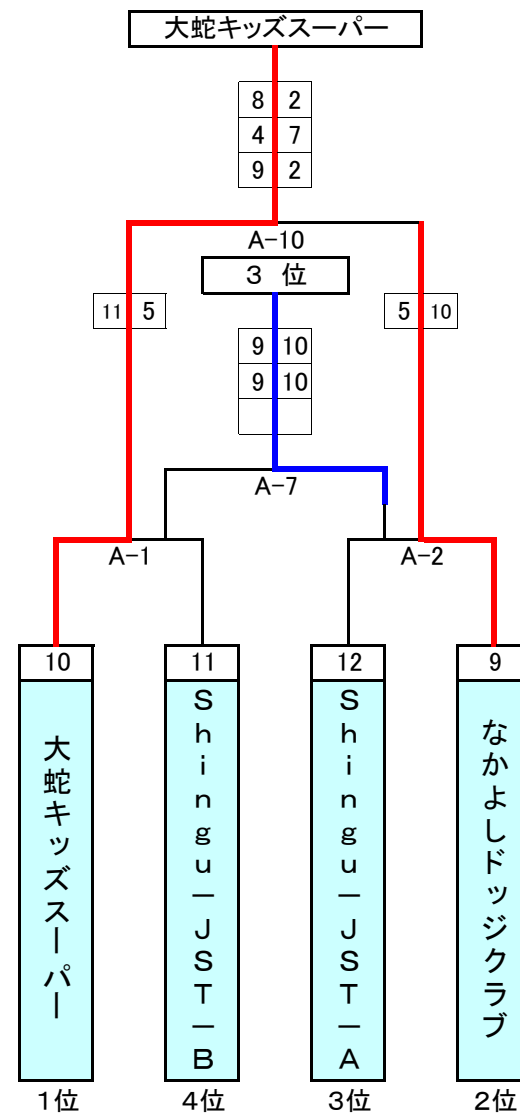 大蛇キッズスーパー
8 2
4 7
9 2
A-10
3 位
11 5
5 10
9 10
9 10
A-7
A-1
A-2
10
11
12
9
大蛇キッズスーパー
Shingu-JST-B
Shingu-JST-A
なかよしドッジクラブ
1位
4位
3位
2位